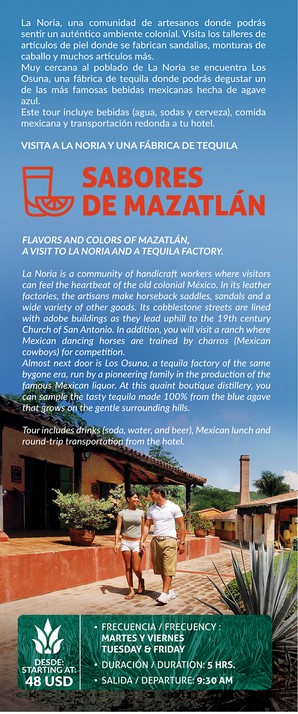 La Noria, una comunidad de artesanos donde podrás
sentir un auténtico ambiente colonial. Visita los talleres de
artículos de piel donde se fabrican sandalias, monturas de
caballo y muchos artículos más.
Muy cercana al poblado de La Noria se encuentra Los
Osuna, una fábrica de tequila donde podrás degustar un
de las más famosas bebidas mexicanas hecha de agave
azul.
Este tour incluye bebidas (agua, sodas y cerveza), comida
mexicana y transportación redonda a tu hotel.
VISITA A LA NORIA Y UNA FÁBRICA DE TEQUILA
SABORES
DE MAZATLÁN
FLAVORS AND COLORS OF MAZATLÁN,
A VISIT TO LA NORIA AND A TEQUILA FACTORY.
La Noria is a community of handicraft workers where visitors
can feel the heartbeat of the old colonial México. In its leather
factories, the artisans make horseback saddles, sandals and a
wide variety of other goods. Its cobblestone streets are lined
with adobe buildings as they lead uphill to the 19th century
Church of San Antonio. In addition, you will visit a ranch where
Mexican dancing horses are trained by charros (Mexican
cowboys) for competition.
Almost next door is Los Osuna, a tequila factory of the same
bygone era, run by a pioneering family in the production of the
famous Mexican liquor. At this quaint boutique distillery, you
can sample the tasty tequila made 100% from the blue agave
that grows on the gentle surrounding hills.
Tour includes drinks (soda, water, and beer), Mexican lunch and
round-trip transportation from the hotel.
DESDE:
STARTING AT:
48 USD
• FRECUENCIA / FRECUENCY :
MARTES Y VIERNES
TUESDAY & FRIDAY
• DURACIÓN / DURATION: 5 HRS.
• SALIDA / DEPARTURE: 9:30 AM